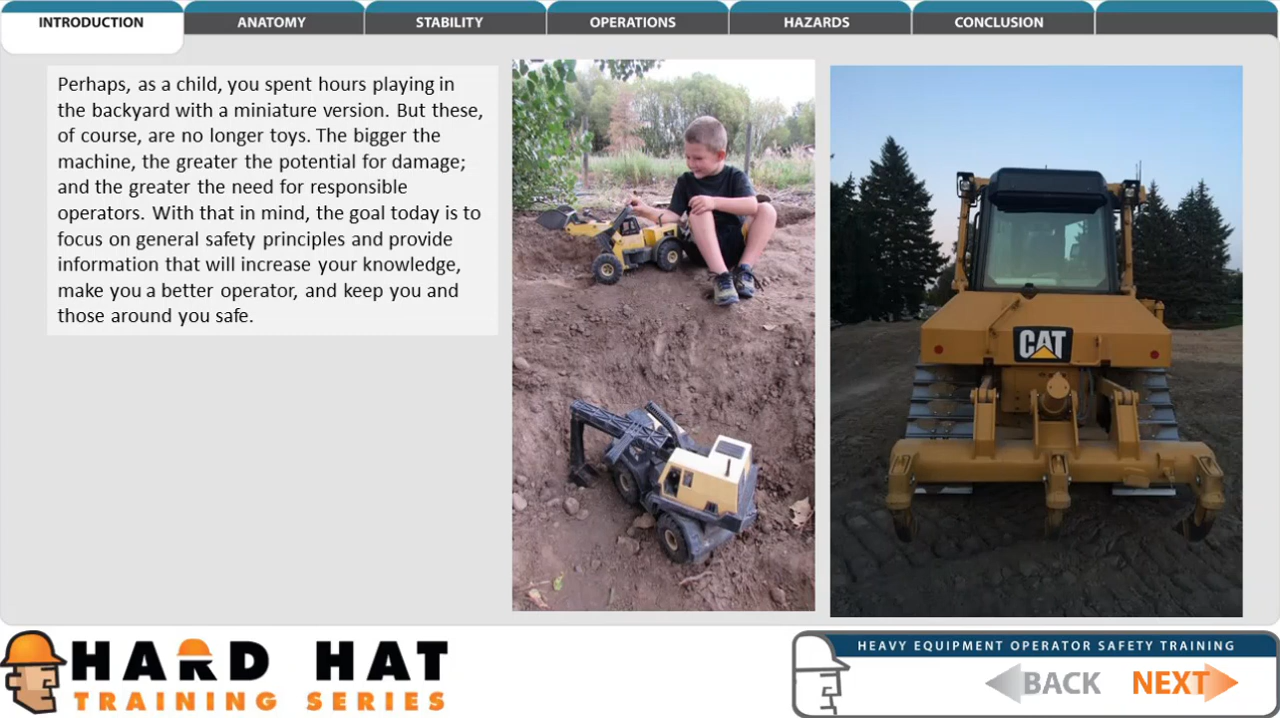 INTRODUCTION
ANATOMY
STABILITY
OPERATIONS
HAZARDS
CONCLUSION
Perhaps, as a child, you spent hours playing in
the backyard with a miniature version. But these,
of course, are no longer toys. The bigger the
machine, the greater the potential for damage;
and the greater the need for responsible
operators. With that in mind, the goal today is to
focus on general safety principles and provide
information that will increase your knowledge,
make you a better operator, and keep you and
those around you safe.
CAT
HARD HAT
TRAINING SERIES
HEAVY EQUIPMENT OPERATOR SAFETY TRAINING
BACK
NEXT